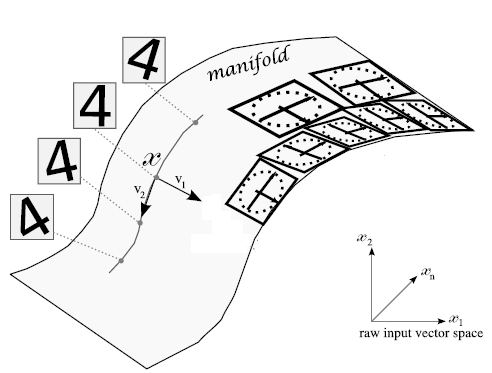 4
manifold
4
x
4
v₂ v₁
4
x₂
xₙ
x₁
raw input vector space